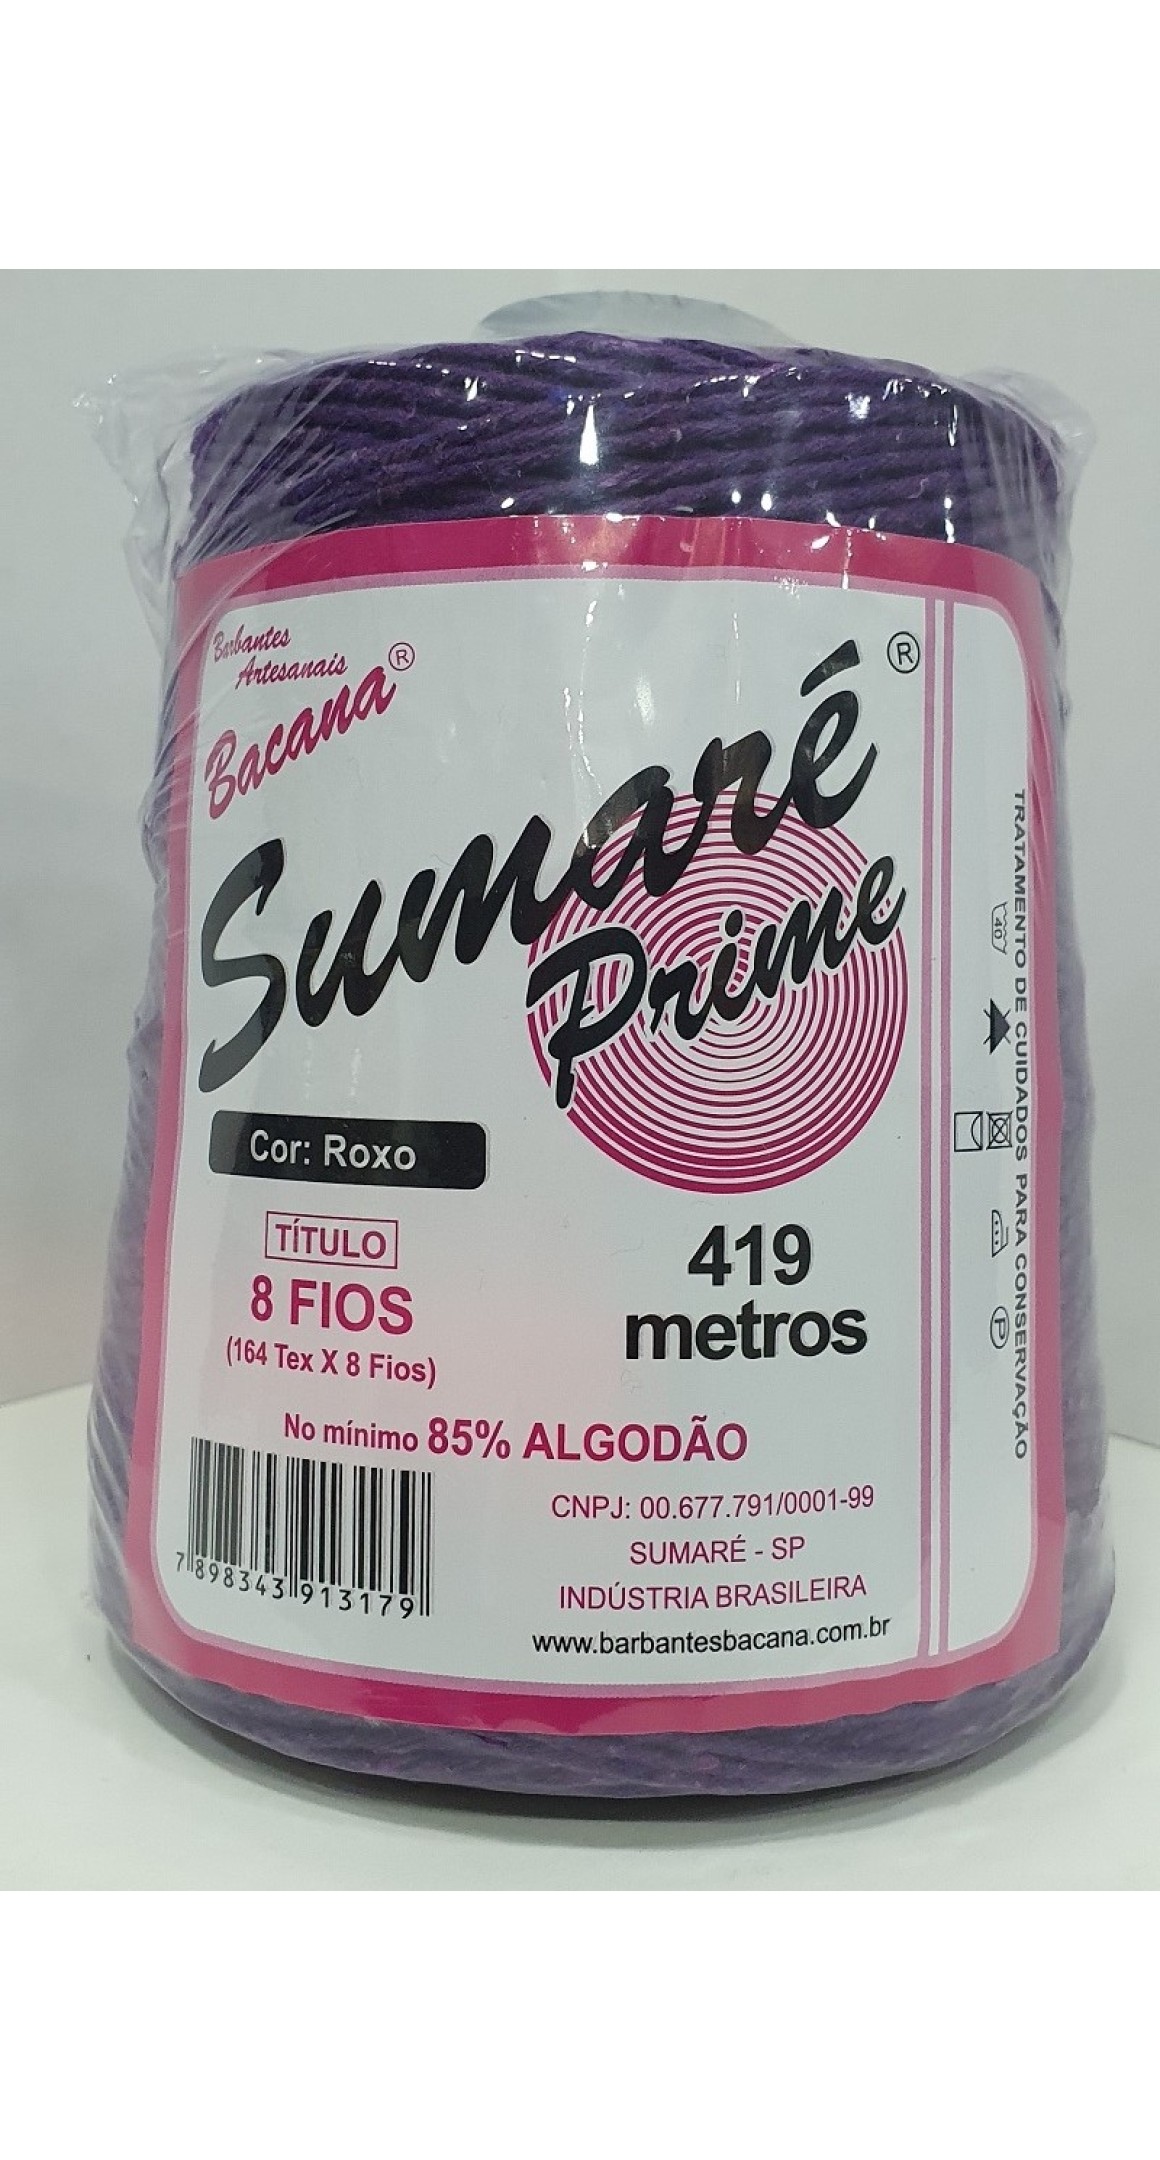 Barbantes
Artesanais
Bacana®
Sumaré®
Prime
Cor: Roxo
TÍTULO
8 FIOS
(164 Tex X 8 Fios)
419
metros
No mínimo 85% ALGODÃO
7 898343 913179
CNPJ: 00.677.791/0001-99
SUMARÉ - SP
INDÚSTRIA BRASILEIRA
www.barbantesbacana.com.br
TRATAMENTO DE CUIDADOS PARA CONSERVAÇÃO
40
P